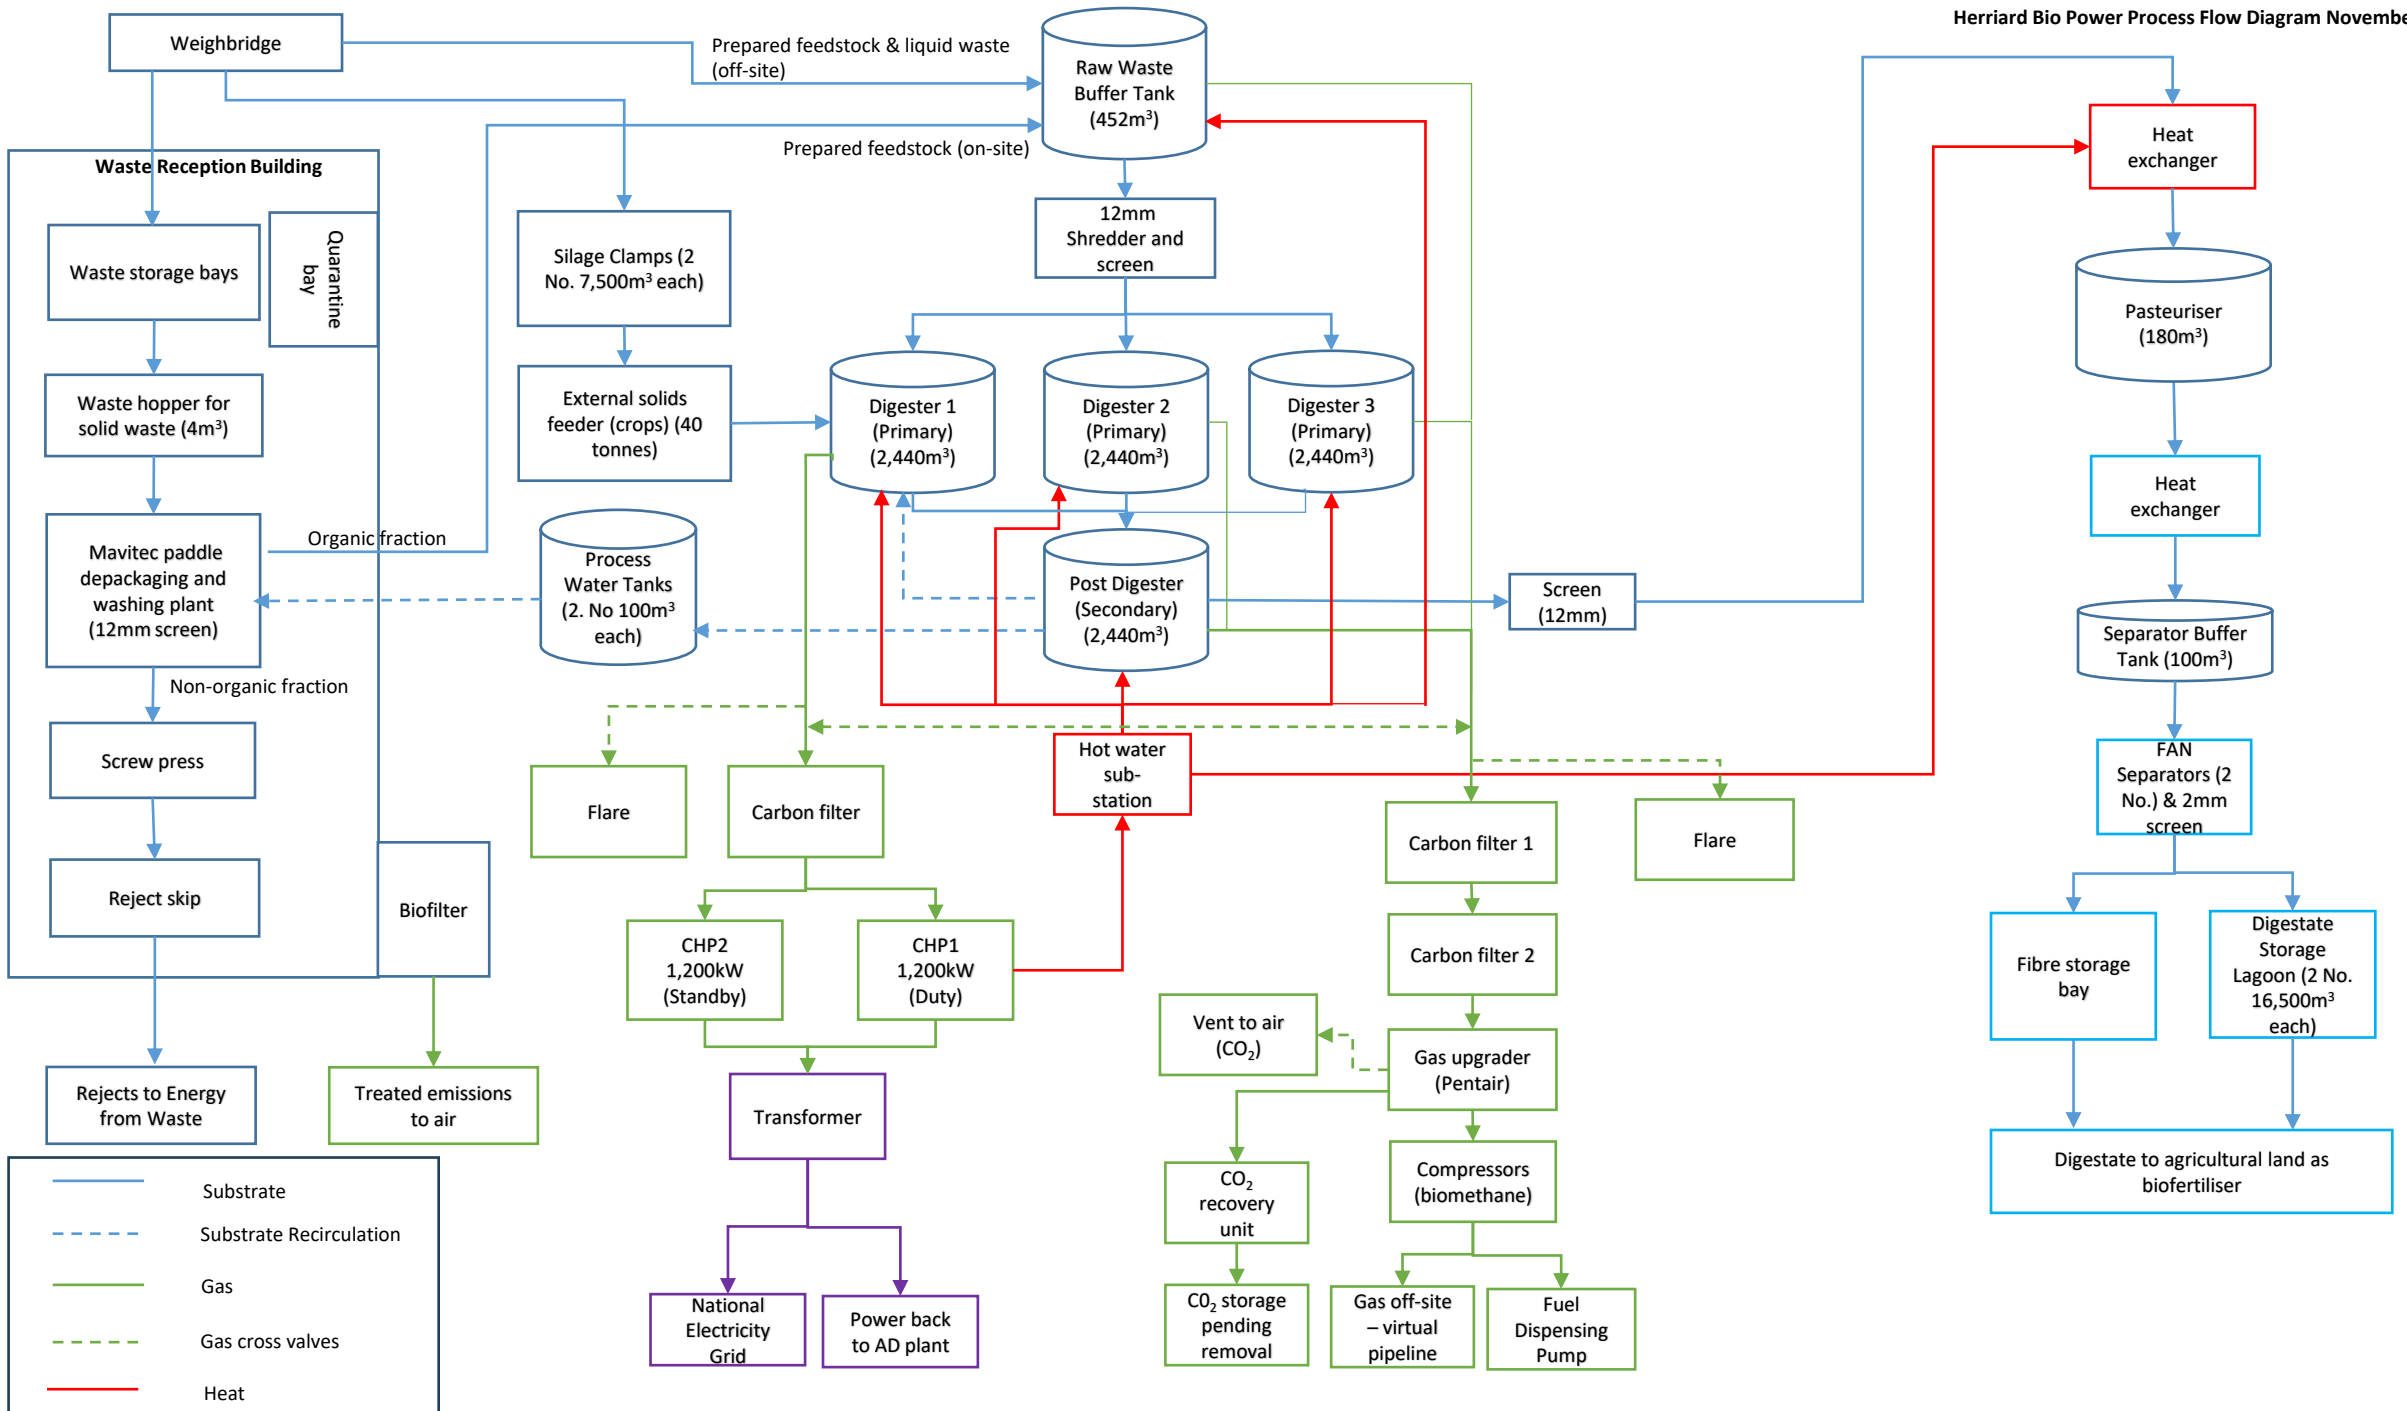 Herriard Bio Power Process Flow Diagram Novembe
Weighbridge
Prepared feedstock & liquid waste
(off-site)
Raw Waste
Buffer Tank
(452m³)
Prepared feedstock (on-site)
Heat
exchanger
Waste Reception Building
Quarantine
bay
Waste storage bays
Silage Clamps (2
No. 7,500m³ each)
12mm
Shredder and
screen
Pasteuriser
(180m³)
Waste hopper for
solid waste (4m³)
External solids
feeder (crops) (40
tonnes)
Digester 1
(Primary)
(2,440m³)
Digester 2
(Primary)
(2,440m³)
Digester 3
(Primary)
(2,440m³)
Heat
exchanger
Mavitec paddle
depackaging and
washing plant
(12mm screen)
Organic fraction
Process
Water Tanks
(2. No 100m³
each)
Post Digester
(Secondary)
(2,440m³)
Screen
(12mm)
Separator Buffer
Tank (100m³)
Non-organic fraction
Screw press
Flare
Carbon filter
Hot water
sub-
station
Carbon filter 1
Flare
FAN
Separators (2
No.) & 2mm
screen
Reject skip
Biofilter
CHP2
1,200kW
(Standby)
CHP1
1,200kW
(Duty)
Carbon filter 2
Fibre storage
bay
Digestate
Storage
Lagoon (2 No.
16,500m³
each)
Vent to air
(CO₂)
Gas upgrader
(Pentair)
Rejects to Energy
from Waste
Treated emissions
to air
Transformer
CO₂
recovery
unit
Compressors
(biomethane)
Digestate to agricultural land as
biofertiliser
National
Electricity
Grid
Power back
to AD plant
C0₂ storage
pending
removal
Gas off-site
– virtual
pipeline
Fuel
Dispensing
Pump
Substrate
Substrate Recirculation
Gas
Gas cross valves
Heat